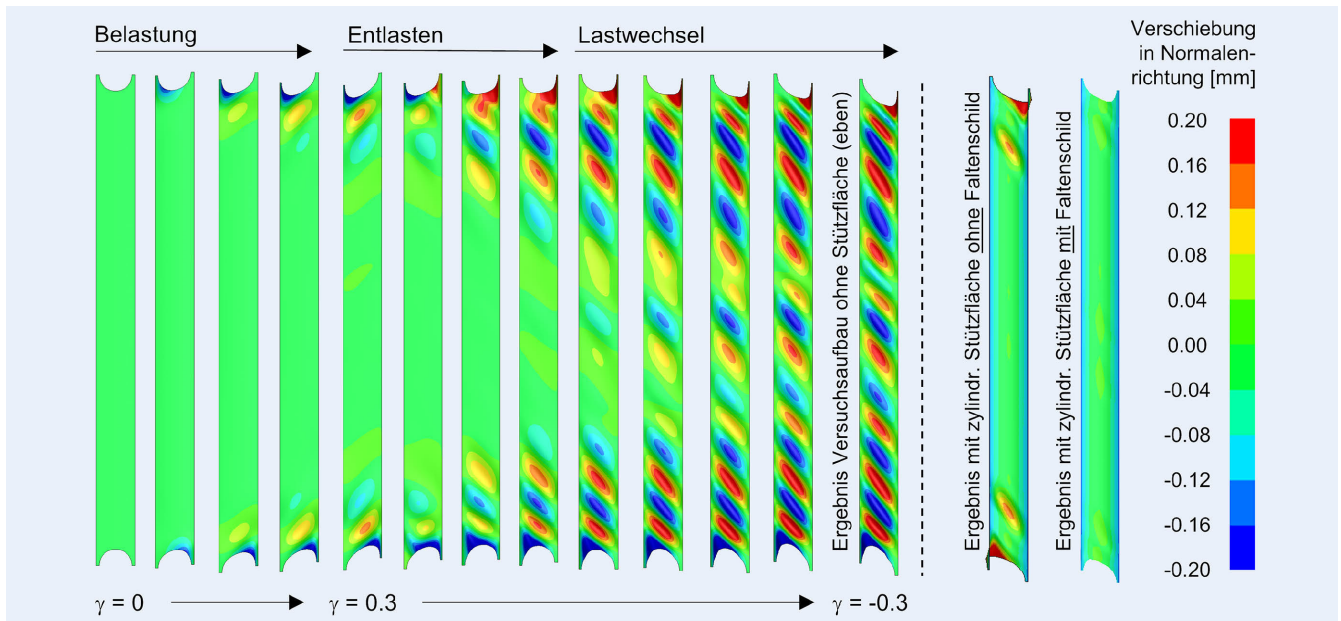 Belastung
Entlasten
Lastwechsel
Verschiebung
in Normalen-
richtung [mm]
Ergebnis Versuchsaufbau ohne Stützfläche (eben)
Ergebnis mit zylindr. Stützfläche ohne Faltenschild
Ergebnis mit zylindr. Stützfläche mit Faltenschild
0.20
0.16
0.12
0.08
0.04
0.00
-0.04
-0.08
-0.12
-0.16
-0.20
γ = 0
γ = 0.3
γ = -0.3